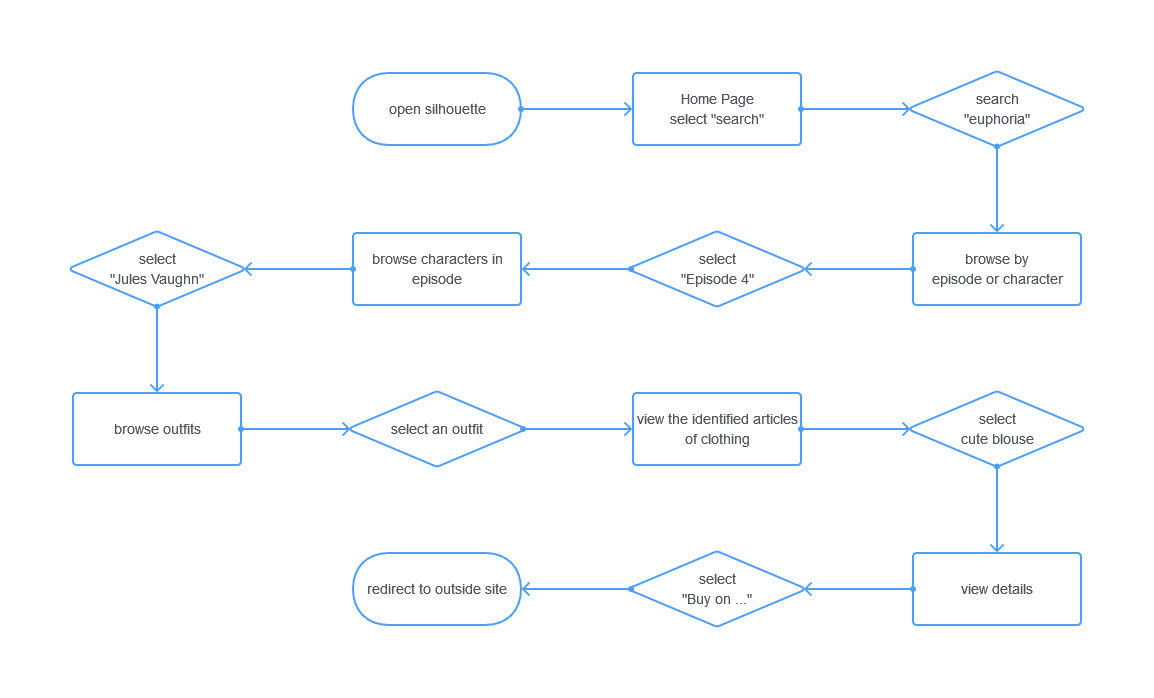 open silhouette
Home Page
select "search"
search
"euphoria"
select
"Jules Vaughn"
browse characters in
episode
select
"Episode 4"
browse by
episode or character
browse outfits
select an outfit
view the identified articles
of clothing
select
cute blouse
redirect to outside site
select
"Buy on ..."
view details